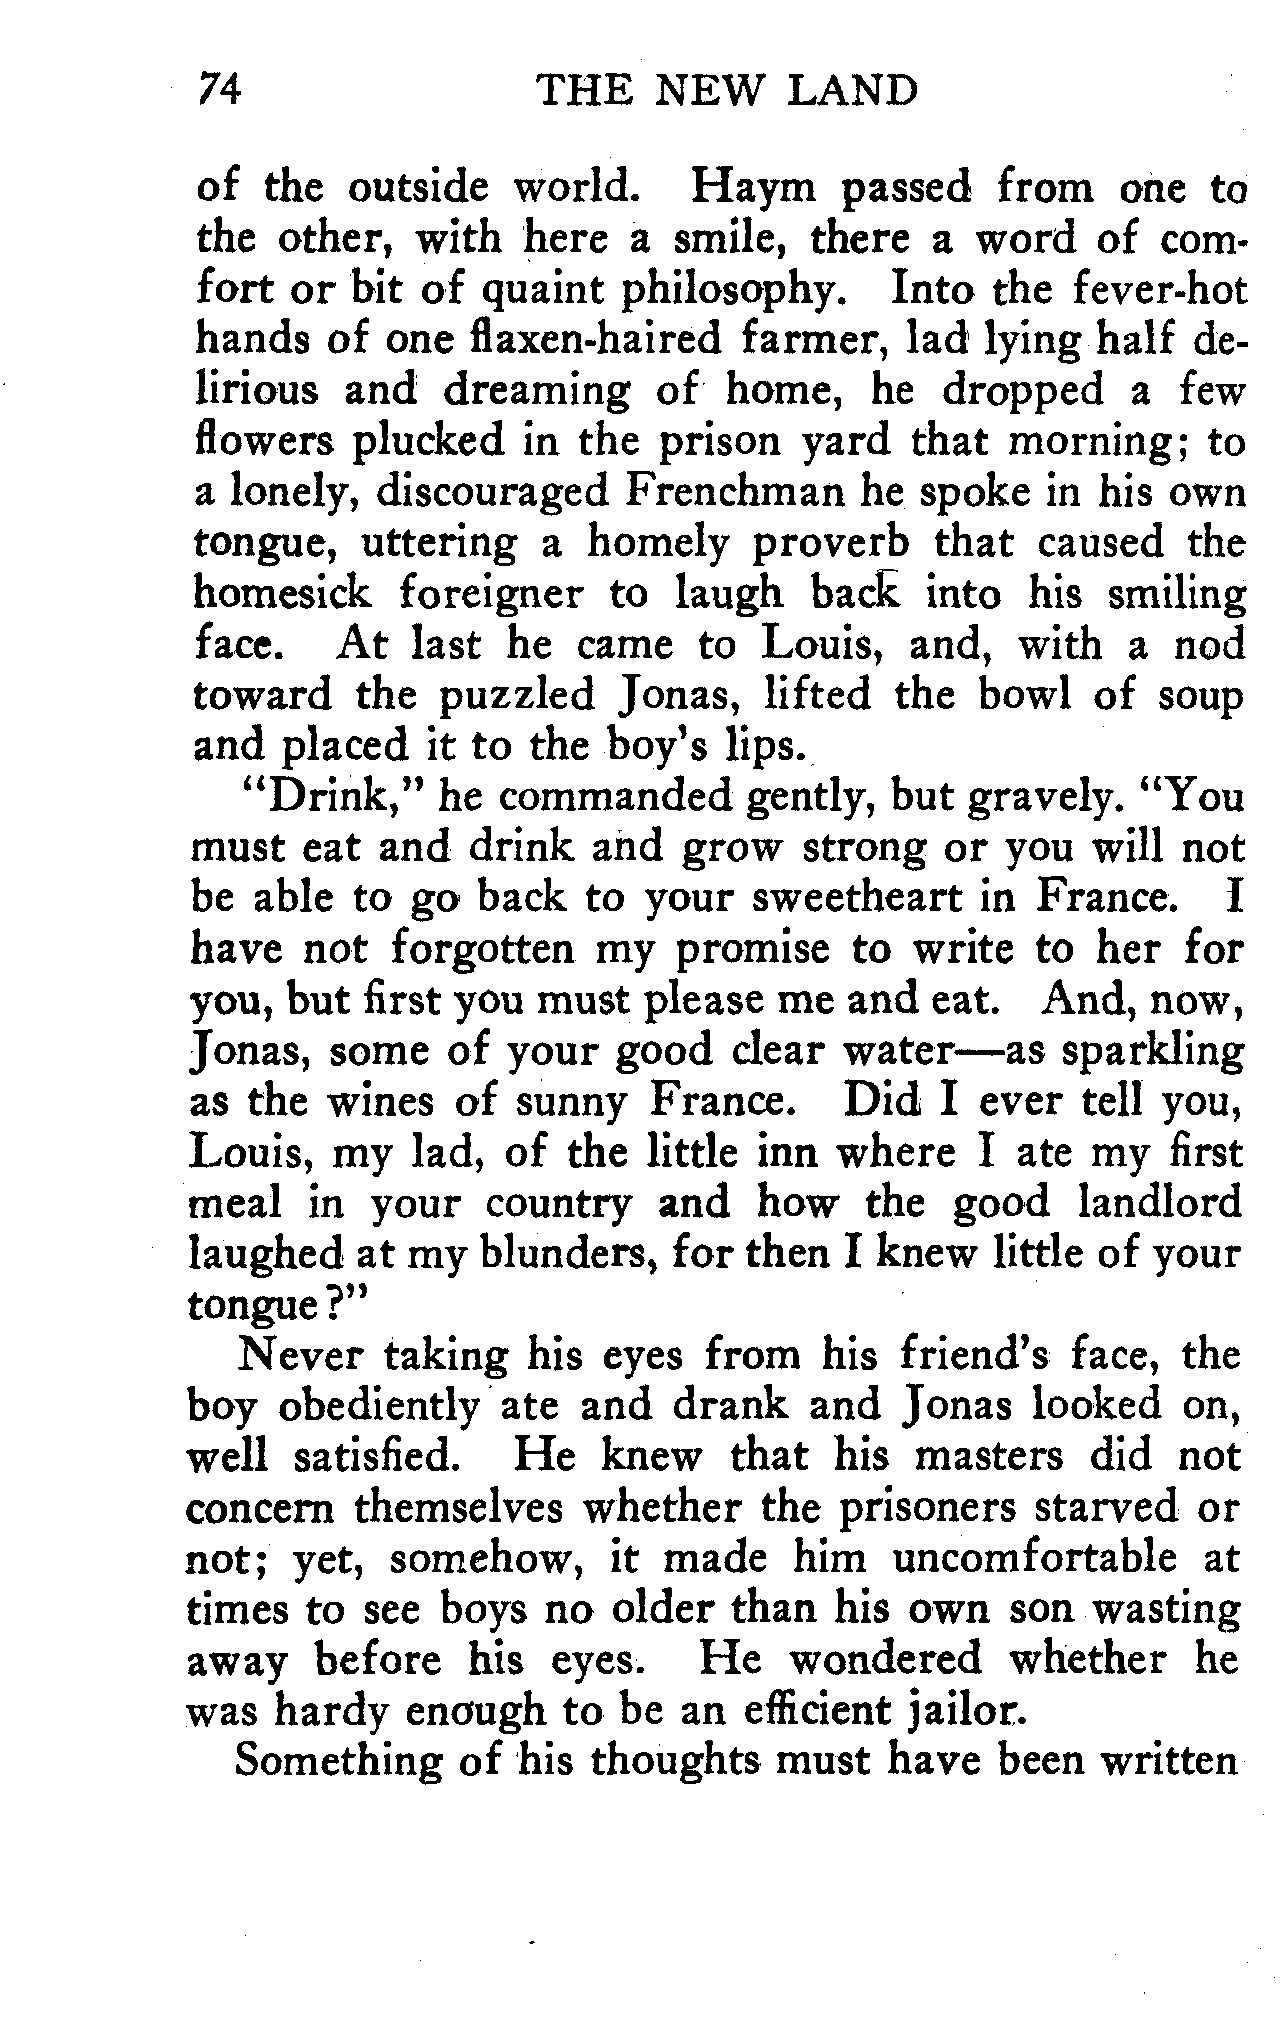 74 THE NEW LAND
of the outside world. Haym passed from one to
the other, with here a smile, there a word of com-
fort or bit of quaint philosophy. Into the fever-hot
hands of one flaxen-haired farmer, lad lying half de-
lirious and dreaming of home, he dropped a few
flowers plucked in the prison yard that morning; to
a lonely, discouraged Frenchman he spoke in his own
tongue, uttering a homely proverb that caused the
homesick foreigner to laugh back into his smiling
face. At last he came to Louis, and, with a nod
toward the puzzled Jonas, lifted the bowl of soup
and placed it to the boy's lips.
"Drink," he commanded gently, but gravely. "You
must eat and drink and grow strong or you will not
be able to go back to your sweetheart in France. I
have not forgotten my promise to write to her for
you, but first you must please me and eat. And, now,
Jonas, some of your good clear water—as sparkling
as the wines of sunny France. Did I ever tell you,
Louis, my lad, of the little inn where I ate my first
meal in your country and how the good landlord
laughed at my blunders, for then I knew little of your
tongue?"
Never taking his eyes from his friend's face, the
boy obediently ate and drank and Jonas looked on,
well satisfied. He knew that his masters did not
concern themselves whether the prisoners starved or
not; yet, somehow, it made him uncomfortable at
times to see boys no older than his own son wasting
away before his eyes. He wondered whether he
was hardy enough to be an efficient jailor.
Something of his thoughts must have been written